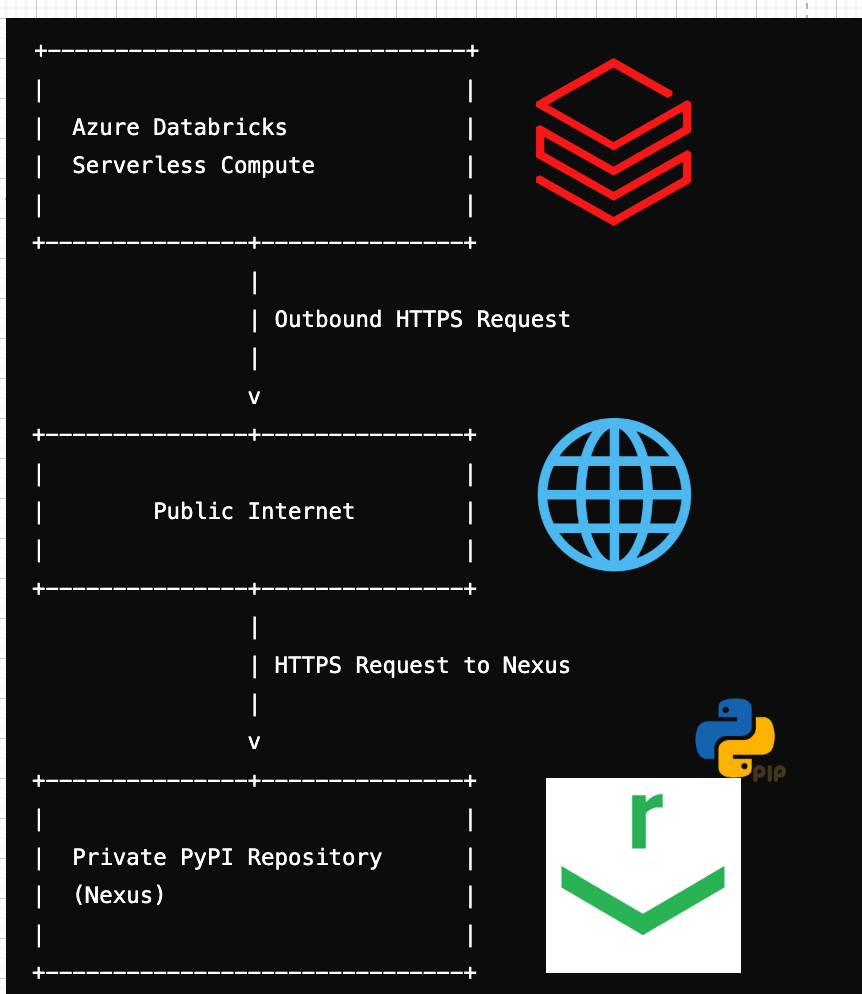 Azure Databricks
Serverless Compute
Outbound HTTPS Request
Public Internet
HTTPS Request to Nexus
PIP
Private PyPI Repository
(Nexus)
r